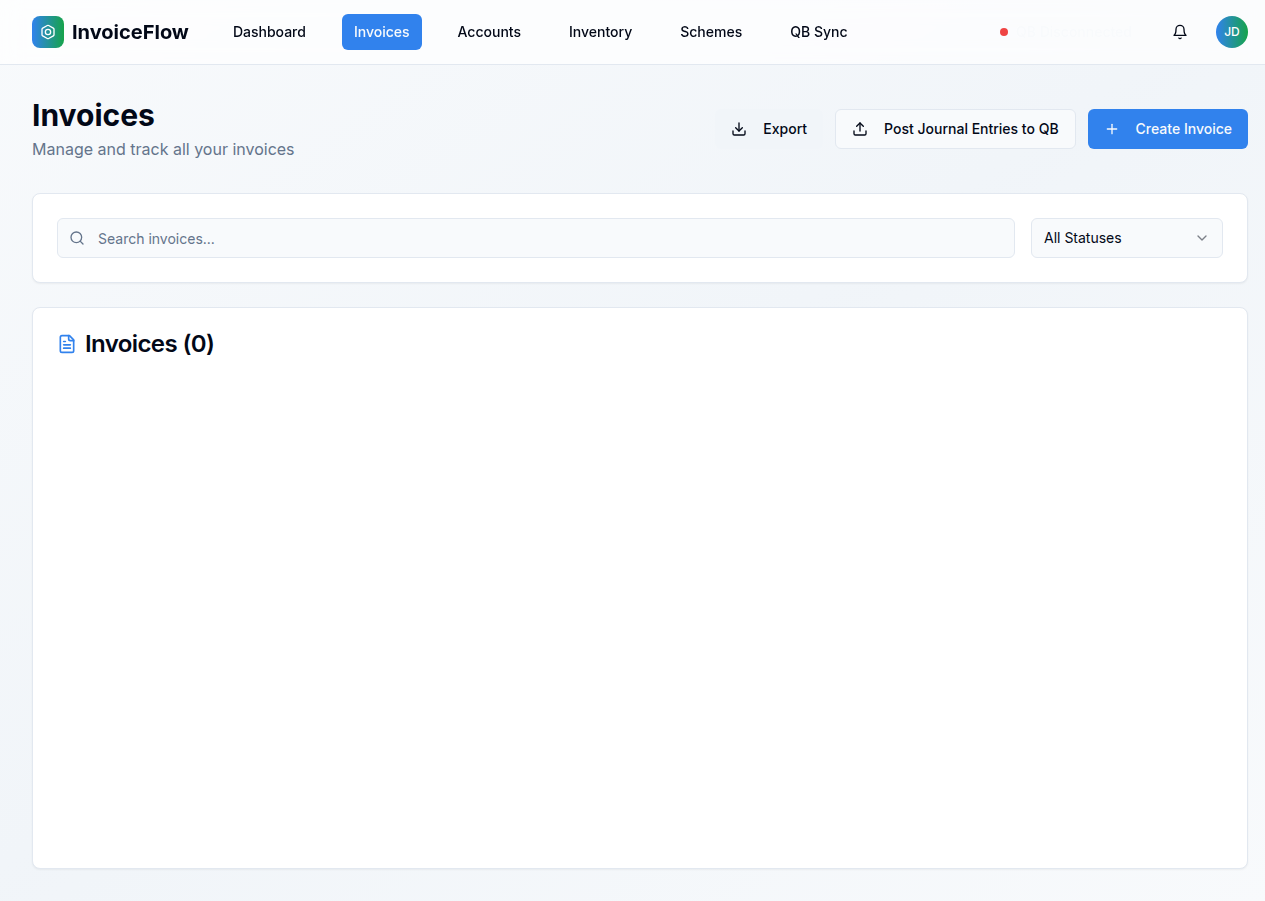 InvoiceFlow
Dashboard
Invoices
Accounts
Inventory
Schemes
QB Sync
JD
Invoices
Manage and track all your invoices
Export
Post Journal Entries to QB
Create Invoice
Search invoices...
All Statuses
Invoices (0)